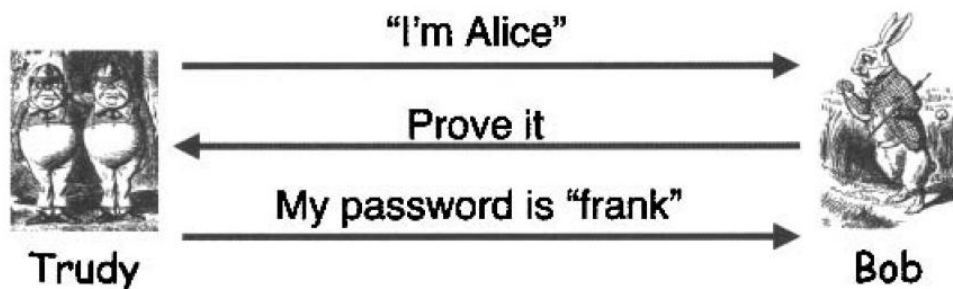 “I’m Alice”
Prove it
My password is “frank”
Trudy
Bob